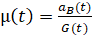 μ(t) = a_B(t) / G(t)